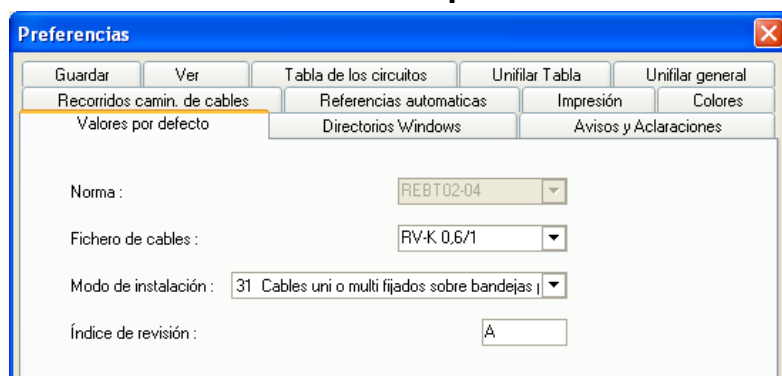 Preferencias
Guardar Ver Tabla de los circuitos Unifilar Tabla Unifilar general
Recorridos camin. de cables Referencias automaticas Impresión Colores
Valores por defecto Directorios Windows Avisos y Aclaraciones
Norma : REBT02-04
Fichero de cables : RV-K 0,6/1
Modo de instalación : 31 Cables uni o multi fijados sobre bandejas
Índice de revisión : A